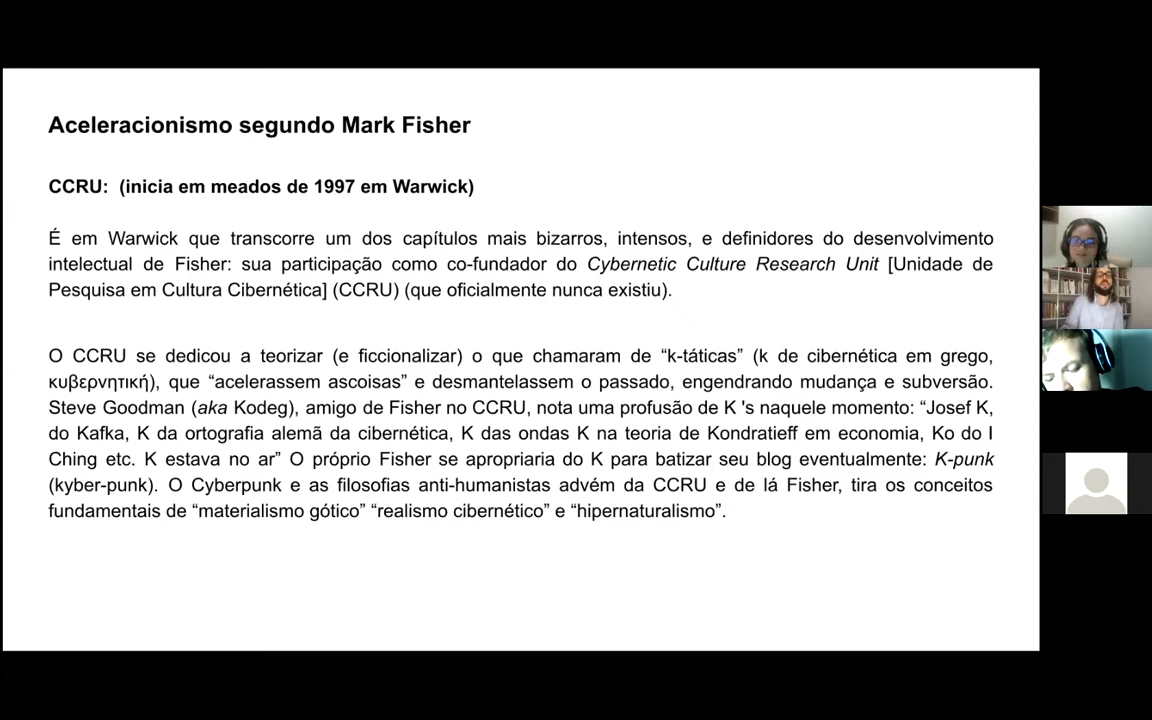 Aceleracionismo segundo Mark Fisher
CCRU: (inicia em meados de 1997 em Warwick)
É em Warwick que transcorre um dos capítulos mais bizarros, intensos, e definidores do desenvolvimento
intelectual de Fisher: sua participação como co-fundador do Cybernetic Culture Research Unit [Unidade de
Pesquisa em Cultura Cibernética] (CCRU) (que oficialmente nunca existiu).
O CCRU se dedicou a teorizar (e ficcionalizar) o que chamaram de “k-táticas” (k de cibernética em grego,
κυβερνητική), que “acelerassem ascoisas” e desmantelassem o passado, engendrando mudança e subversão.
Steve Goodman (aka Kodeg), amigo de Fisher no CCRU, nota uma profusão de K 's naquele momento: “Josef K,
do Kafka, K da ortografia alemã da cibernética, K das ondas K na teoria de Kondratieff em economia, Ko do I
Ching etc. K estava no ar” O próprio Fisher se apropriaria do K para batizar seu blog eventualmente: K-punk
(kyber-punk). O Cyberpunk e as filosofias anti-humanistas advém da CCRU e de lá Fisher, tira os conceitos
fundamentais de “materialismo gótico” “realismo cibernético” e “hipernaturalismo”.